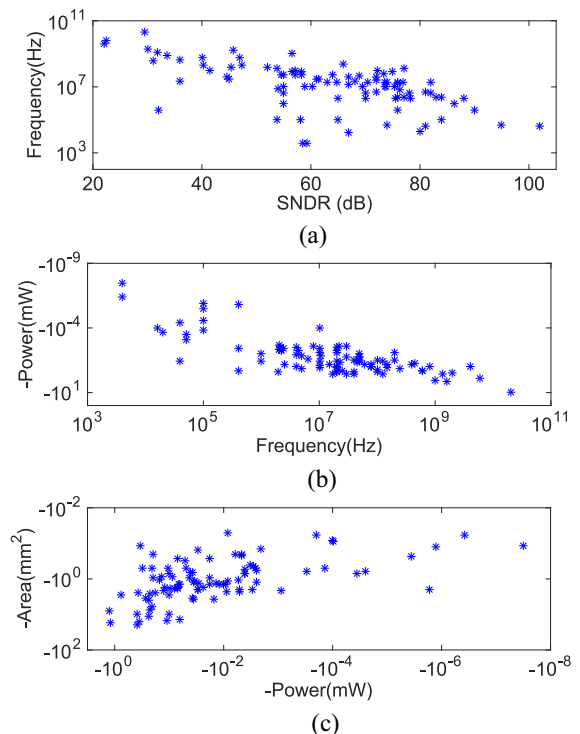 10^11
10^7
10^3
Frequency(Hz)
20 40 60 80 100
SNDR (dB)
(a)
-10^-9
-10^-4
-10^1
-Power(mW)
10^3 10^5 10^7 10^9 10^11
Frequency(Hz)
(b)
-10^-2
-10^0
-10^2
-Area(mm^2)
-10^0 -10^-2 -10^-4 -10^-6 -10^-8
-Power(mW)
(c)